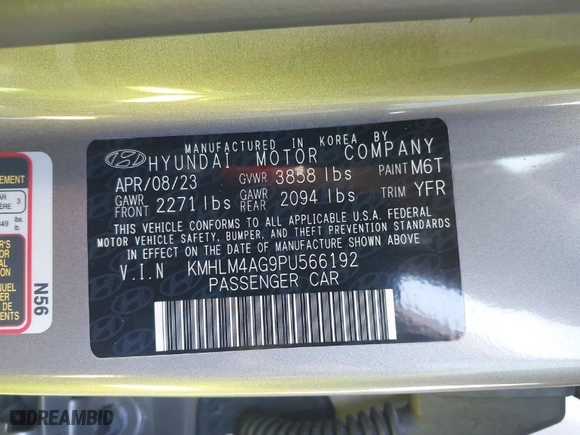 MANUFACTURED IN KOREA BY
HYUNDAI MOTOR COMPANY
APR/08/23 GVWR 3858 lbs PAINT M6T
GAWR FRONT 2271 lbs GAWR REAR 2094 lbs TRIM YFR
THIS VEHICLE CONFORMS TO ALL APPLICABLE U.S.A. FEDERAL
MOTOR VEHICLE SAFETY, BUMPER, AND THEFT PREVENTION STANDARDS
IN EFFECT ON THE DATE OF MANUFACTURE SHOWN ABOVE.
V.I.N KMHLM4AG9PU566192
PASSENGER CAR
N56
3
DREAMBID